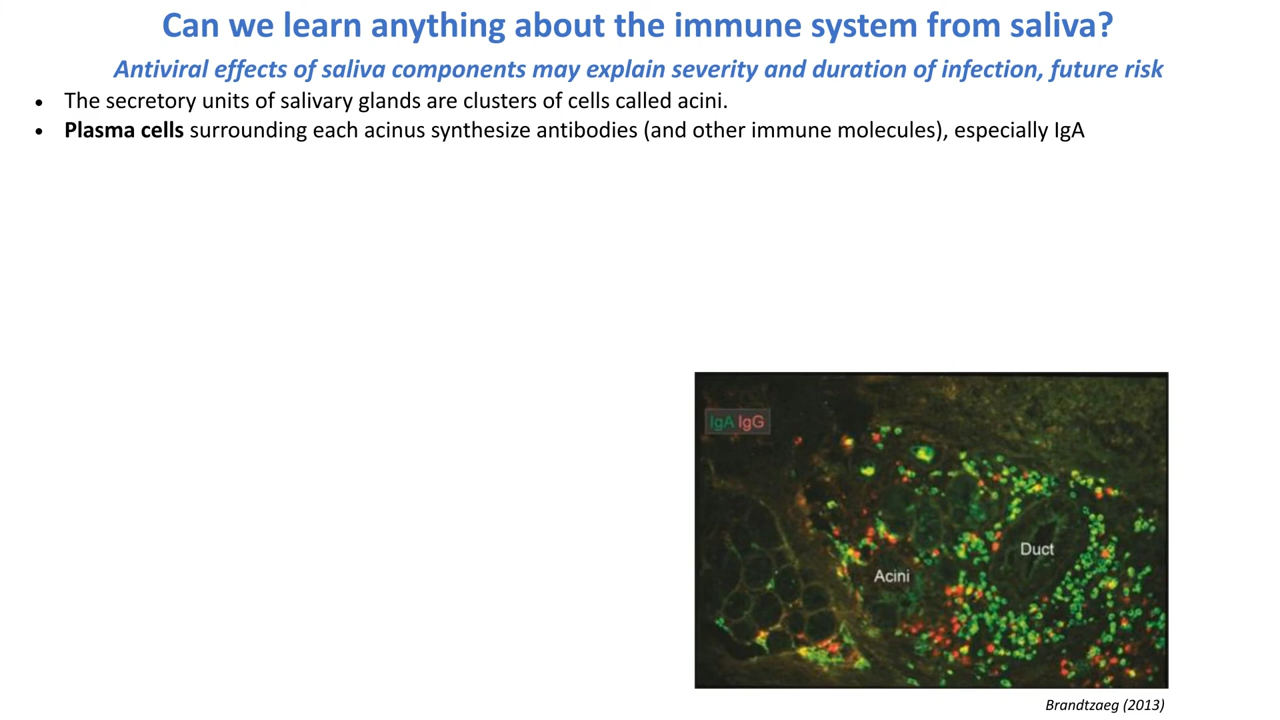 Can we learn anything about the immune system from saliva?
Antiviral effects of saliva components may explain severity and duration of infection, future risk
• The secretory units of salivary glands are clusters of cells called acini.
• Plasma cells surrounding each acinus synthesize antibodies (and other immune molecules), especially IgA
IgA IgG
Duct
Acini
Brandtzaeg (2013)